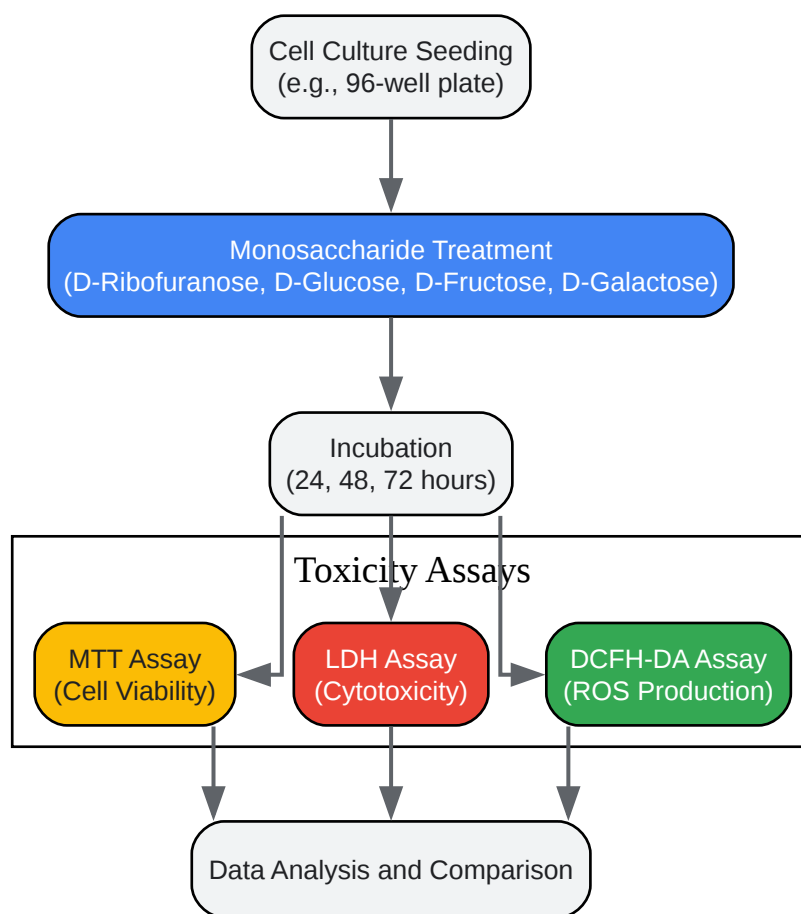 Cell Culture Seeding
(e.g., 96-well plate)
Monosaccharide Treatment
(D-Ribofuranose, D-Glucose, D-Fructose, D-Galactose)
Incubation
(24, 48, 72 hours)
Toxicity Assays
MTT Assay
(Cell Viability)
LDH Assay
(Cytotoxicity)
DCFH-DA Assay
(ROS Production)
Data Analysis and Comparison